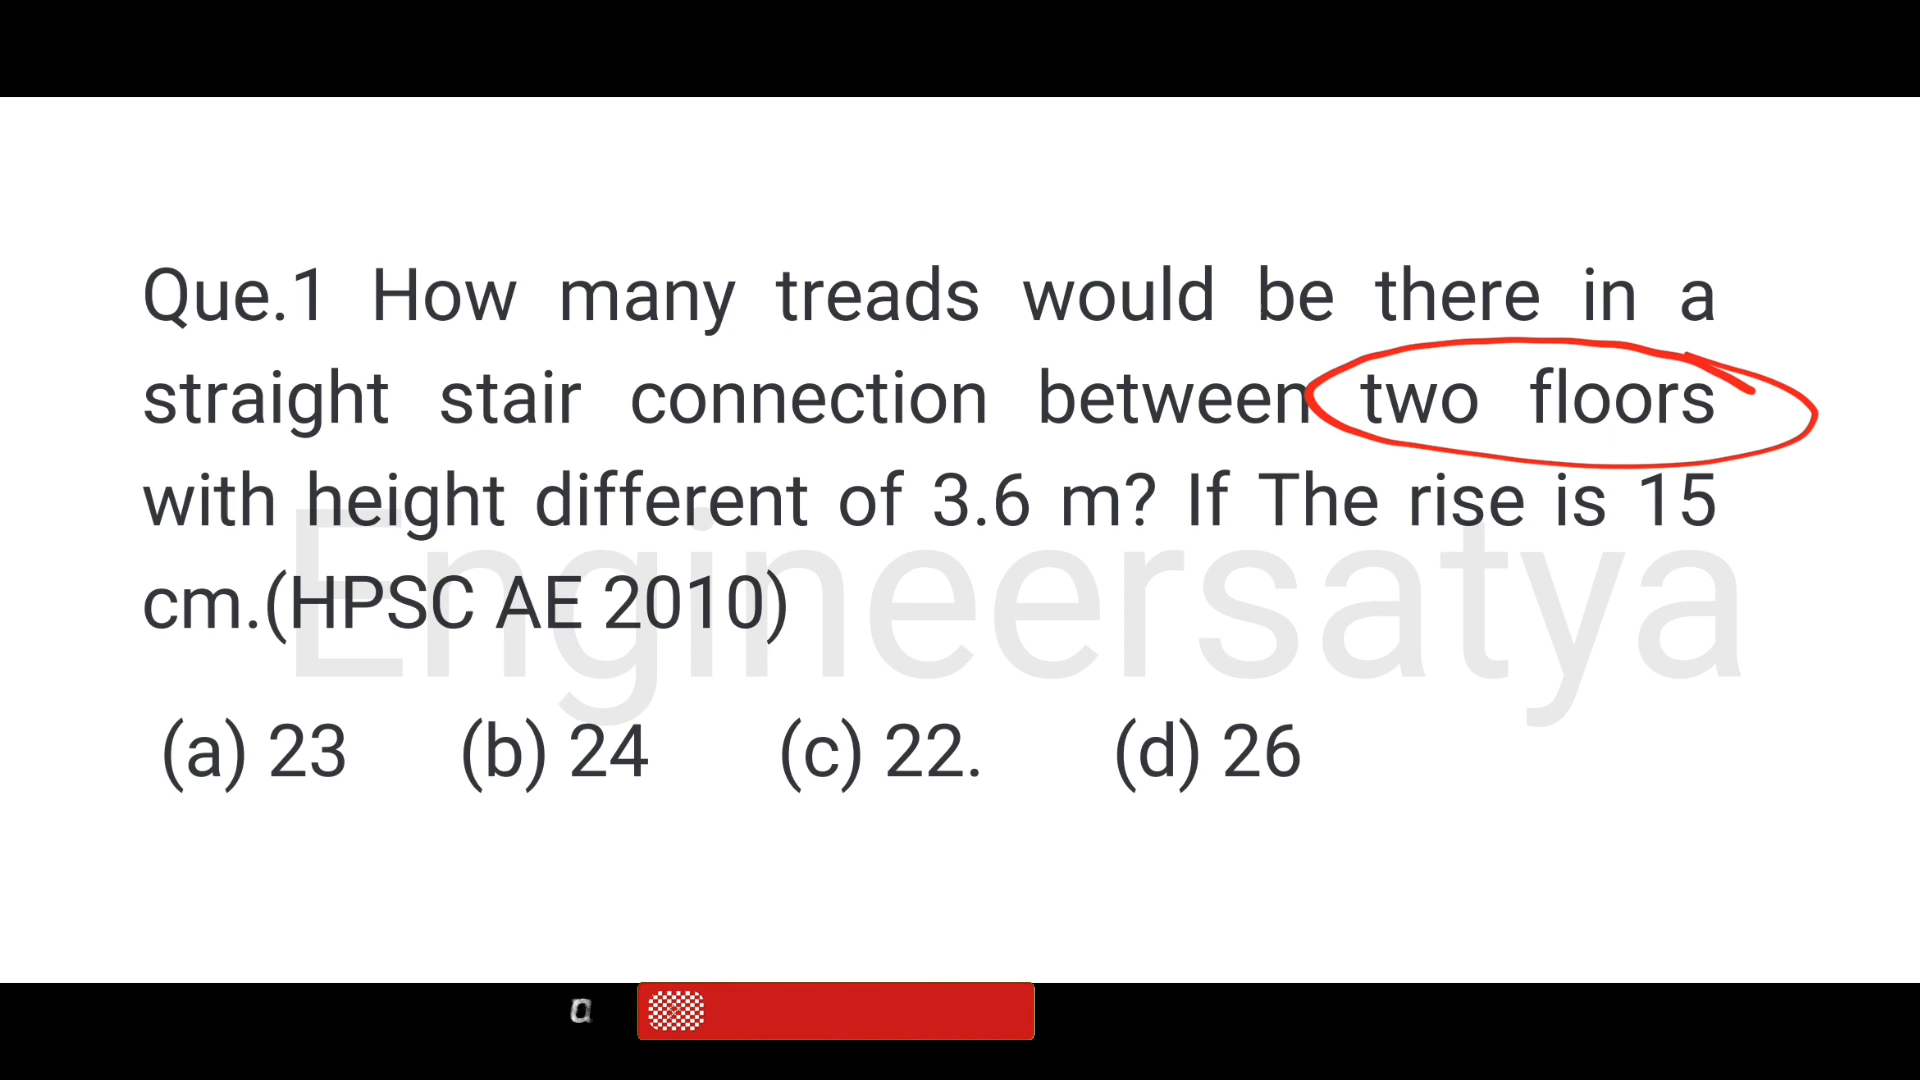 Que.1 How many treads would be there in a
straight stair connection between two floors
with height different of 3.6 m? If The rise is 15
cm.(HPSC AE 2010)
Engineersatya
(a) 23 (b) 24 (c) 22. (d) 26
a